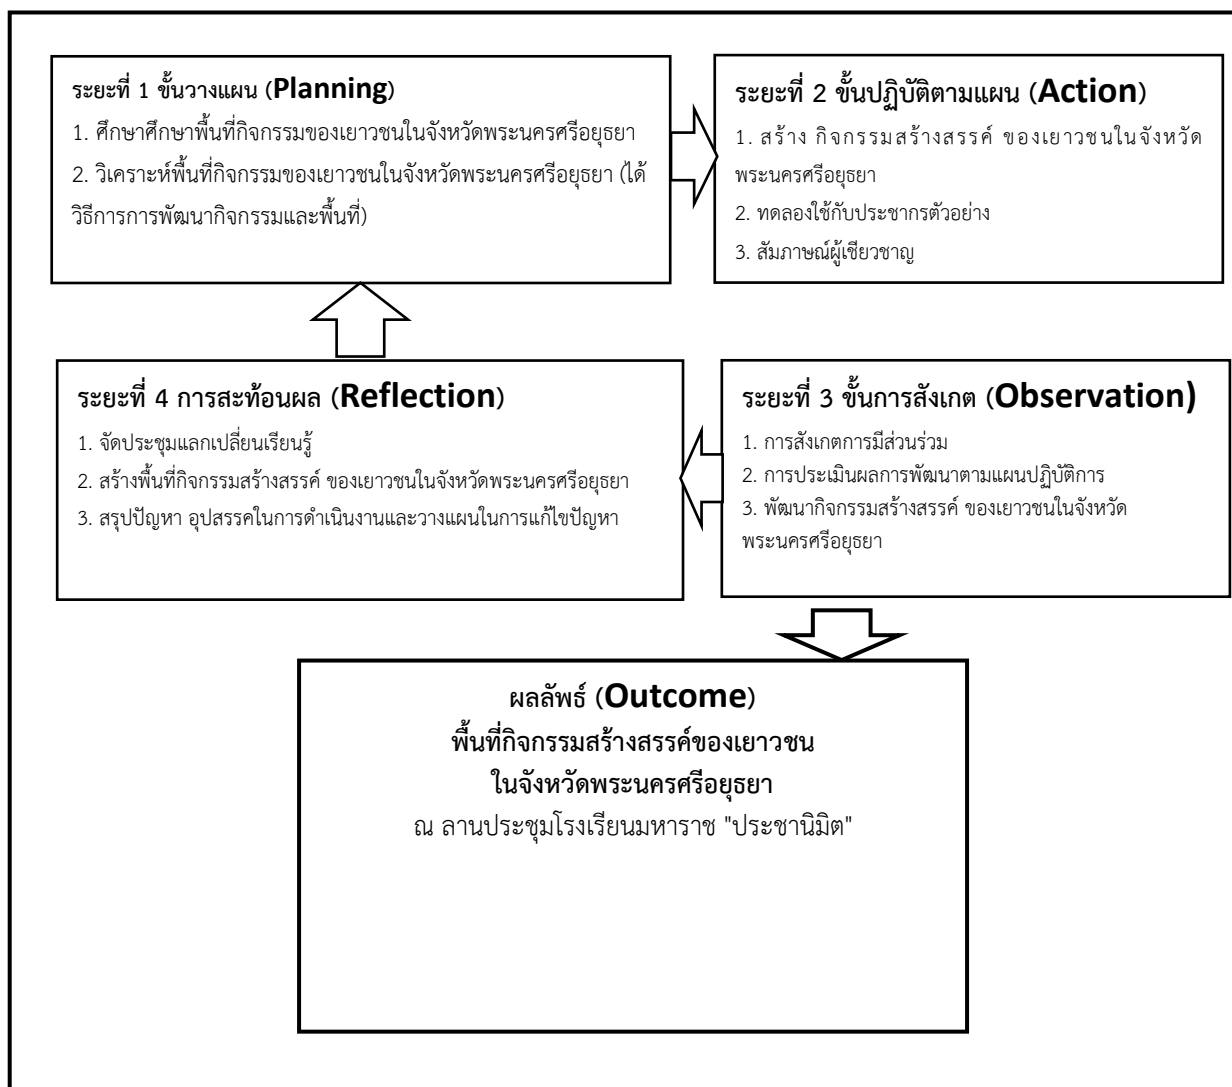 ระยะที่ 1 ขั้นวางแผน (Planning)
1. ศึกษาศึกษาพื้นที่กิจกรรมของเยาวชนในจังหวัดพระนครศรีอยุธยา
2. วิเคราะห์พื้นที่กิจกรรมของเยาวชนในจังหวัดพระนครศรีอยุธยา (ได้
วิธีการการพัฒนากิจกรรมและพื้นที่)
ระยะที่ 2 ขั้นปฏิบัติตามแผน (Action)
1. สร้าง กิจกรรมสร้างสรรค์ ของเยาวชนในจังหวัด
พระนครศรีอยุธยา
2. ทดลองใช้กับประชากรตัวอย่าง
3. สัมภาษณ์ผู้เชียวชาญ
ระยะที่ 3 ขั้นการสังเกต (Observation)
1. การสังเกตการมีส่วนร่วม
2. การประเมินผลการพัฒนาตามแผนปฏิบัติการ
3. พัฒนากิจกรรมสร้างสรรค์ ของเยาวชนในจังหวัด
พระนครศรีอยุธยา
ระยะที่ 4 การสะท้อนผล (Reflection)
1. จัดประชุมแลกเปลี่ยนเรียนรู้
2. สร้างพื้นที่กิจกรรมสร้างสรรค์ ของเยาวชนในจังหวัดพระนครศรีอยุธยา
3. สรุปปัญหา อุปสรรคในการดำเนินงานและวางแผนในการแก้ไขปัญหา
ผลลัพธ์ (Outcome)
พื้นที่กิจกรรมสร้างสรรค์ของเยาวชน
ในจังหวัดพระนครศรีอยุธยา
ณ ลานประชุมโรงเรียนมหาราช "ประชานิมิต"